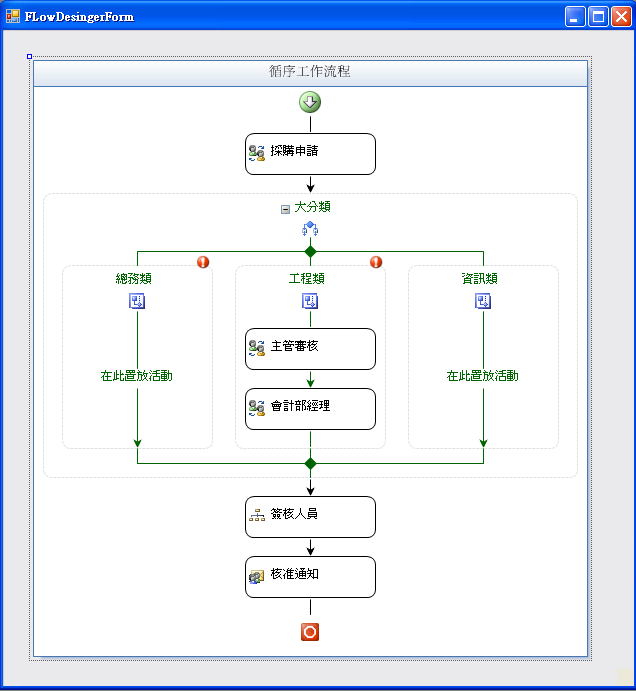 FLowDesingerForm
循序工作流程
採購申請
大分類
總務類
工程類
資訊類
主管審核
在此置放活動
在此置放活動
會計部經理
簽核人員
核准通知